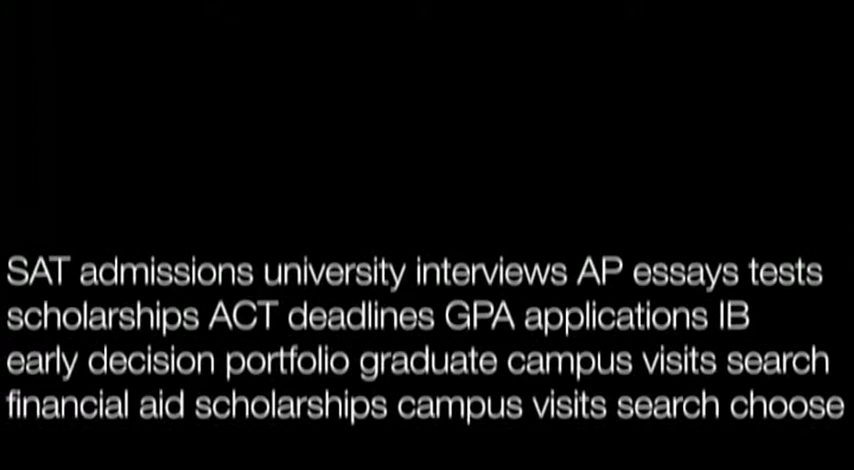 SAT admissions university interviews AP essays tests
scholarships ACT deadlines GPA applications IB
early decision portfolio graduate campus visits search
financial aid scholarships campus visits search choose